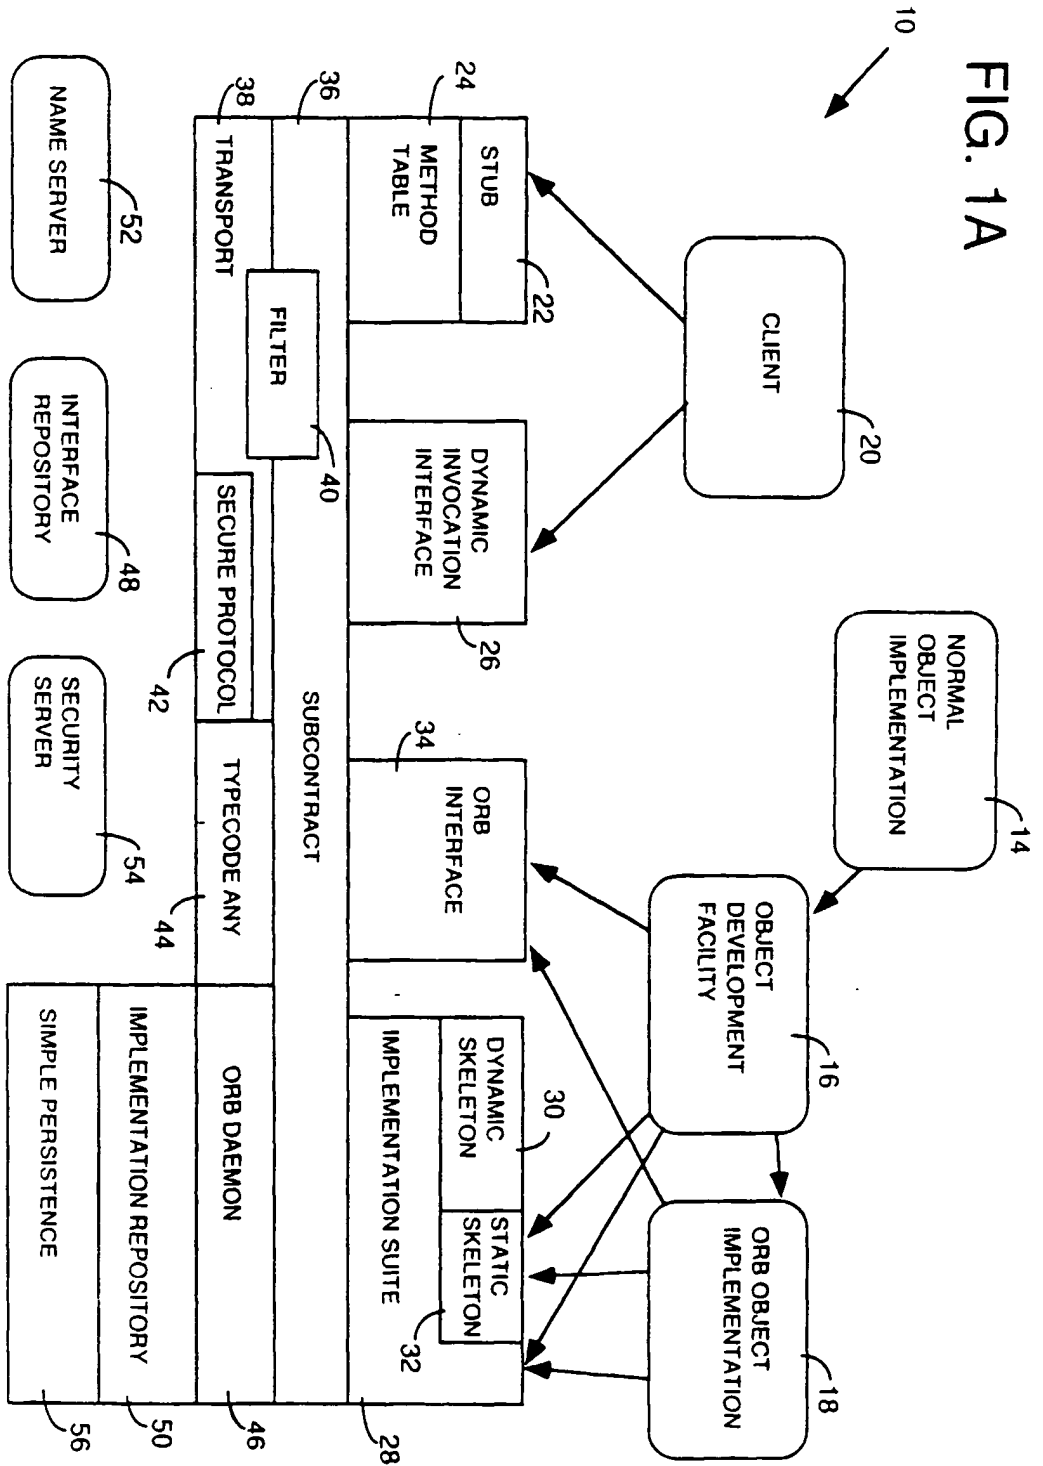 FIG. 1A
10
CLIENT
20
NORMAL
OBJECT
IMPLEMENTATION
14
OBJECT
DEVELOPMENT
FACILITY
16
ORB OBJECT
IMPLEMENTATION
18
STUB
22
METHOD
TABLE
24
DYNAMIC
INVOCATION
INTERFACE
26
ORB
INTERFACE
34
DYNAMIC
SKELETON
30
STATIC
SKELETON
32
IMPLEMENTATION SUITE
28
36
SUBCONTRACT
38
TRANSPORT
FILTER
40
SECURE PROTOCOL
42
TYPECODE ANY
44
ORB DAEMON
46
IMPLEMENTATION REPOSITORY
50
SIMPLE PERSISTENCE
56
NAME SERVER
52
INTERFACE
REPOSITORY
48
SECURITY
SERVER
54